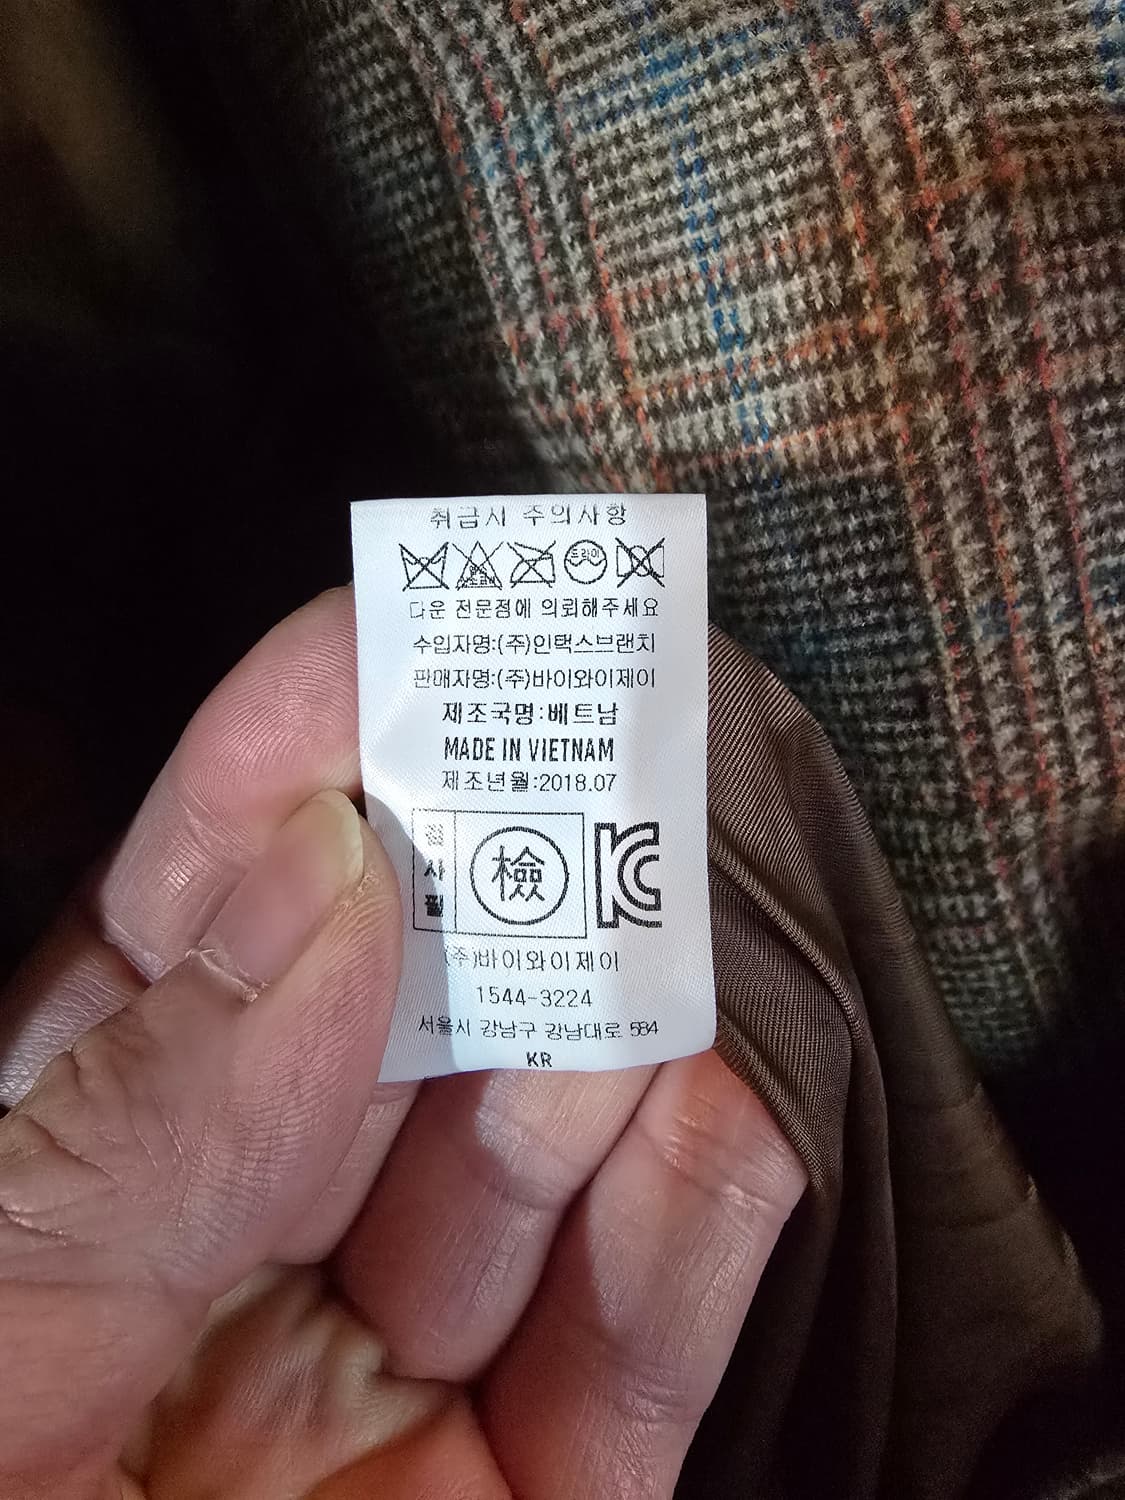 취급시 주의사항
드라이
다운 전문점에 의뢰해주세요
수입자명:(주)인택스브랜치
판매자명:(주)바이와이제이
제조국명:베트남
MADE IN VIETNAM
제조년월:2018.07
검사필
檢
KC
(주)바이와이제이
1544-3224
서울시 강남구 강남대로 584
KR